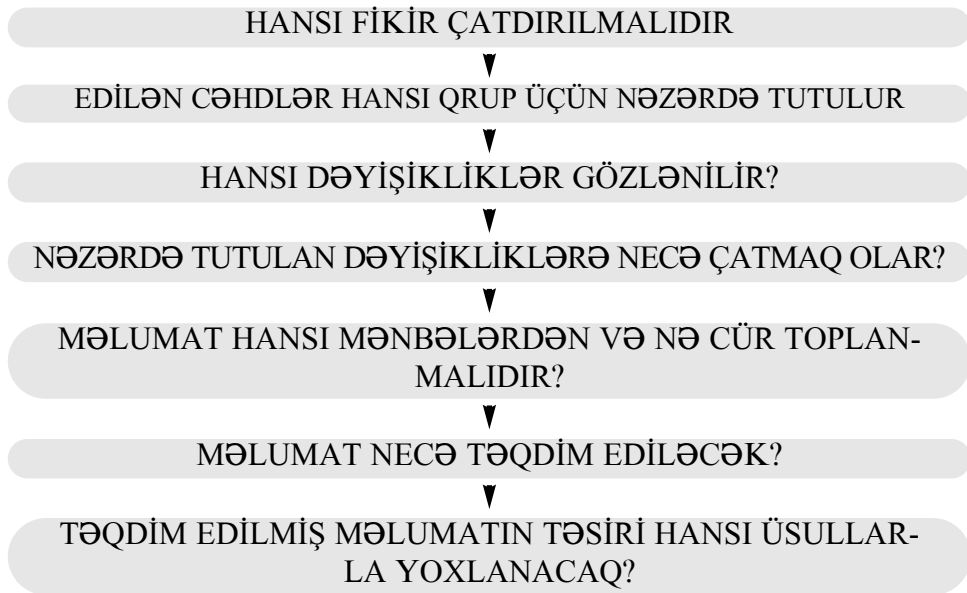 HANSI FİKİR ÇATDIRILMALIDIR
EDİLƏN CƏHDLƏR HANSI QRUP ÜÇÜN NƏZƏRDƏ TUTULUR
HANSI DƏYİŞİKLİKLƏR GÖZLƏNİLİR?
NƏZƏRDƏ TUTULAN DƏYİŞİKLİKLƏRƏ NECƏ ÇATMAQ OLAR?
MƏLUMAT HANSI MƏNBƏLƏRDƏN VƏ NƏ CÜR TOPLAN-
MALIDIR?
MƏLUMAT NECƏ TƏQDİM EDİLƏCƏK?
TƏQDİM EDİLMİŞ MƏLUMATIN TƏSİRİ HANSI ÜSULLAR-
LA YOXLANACAQ?